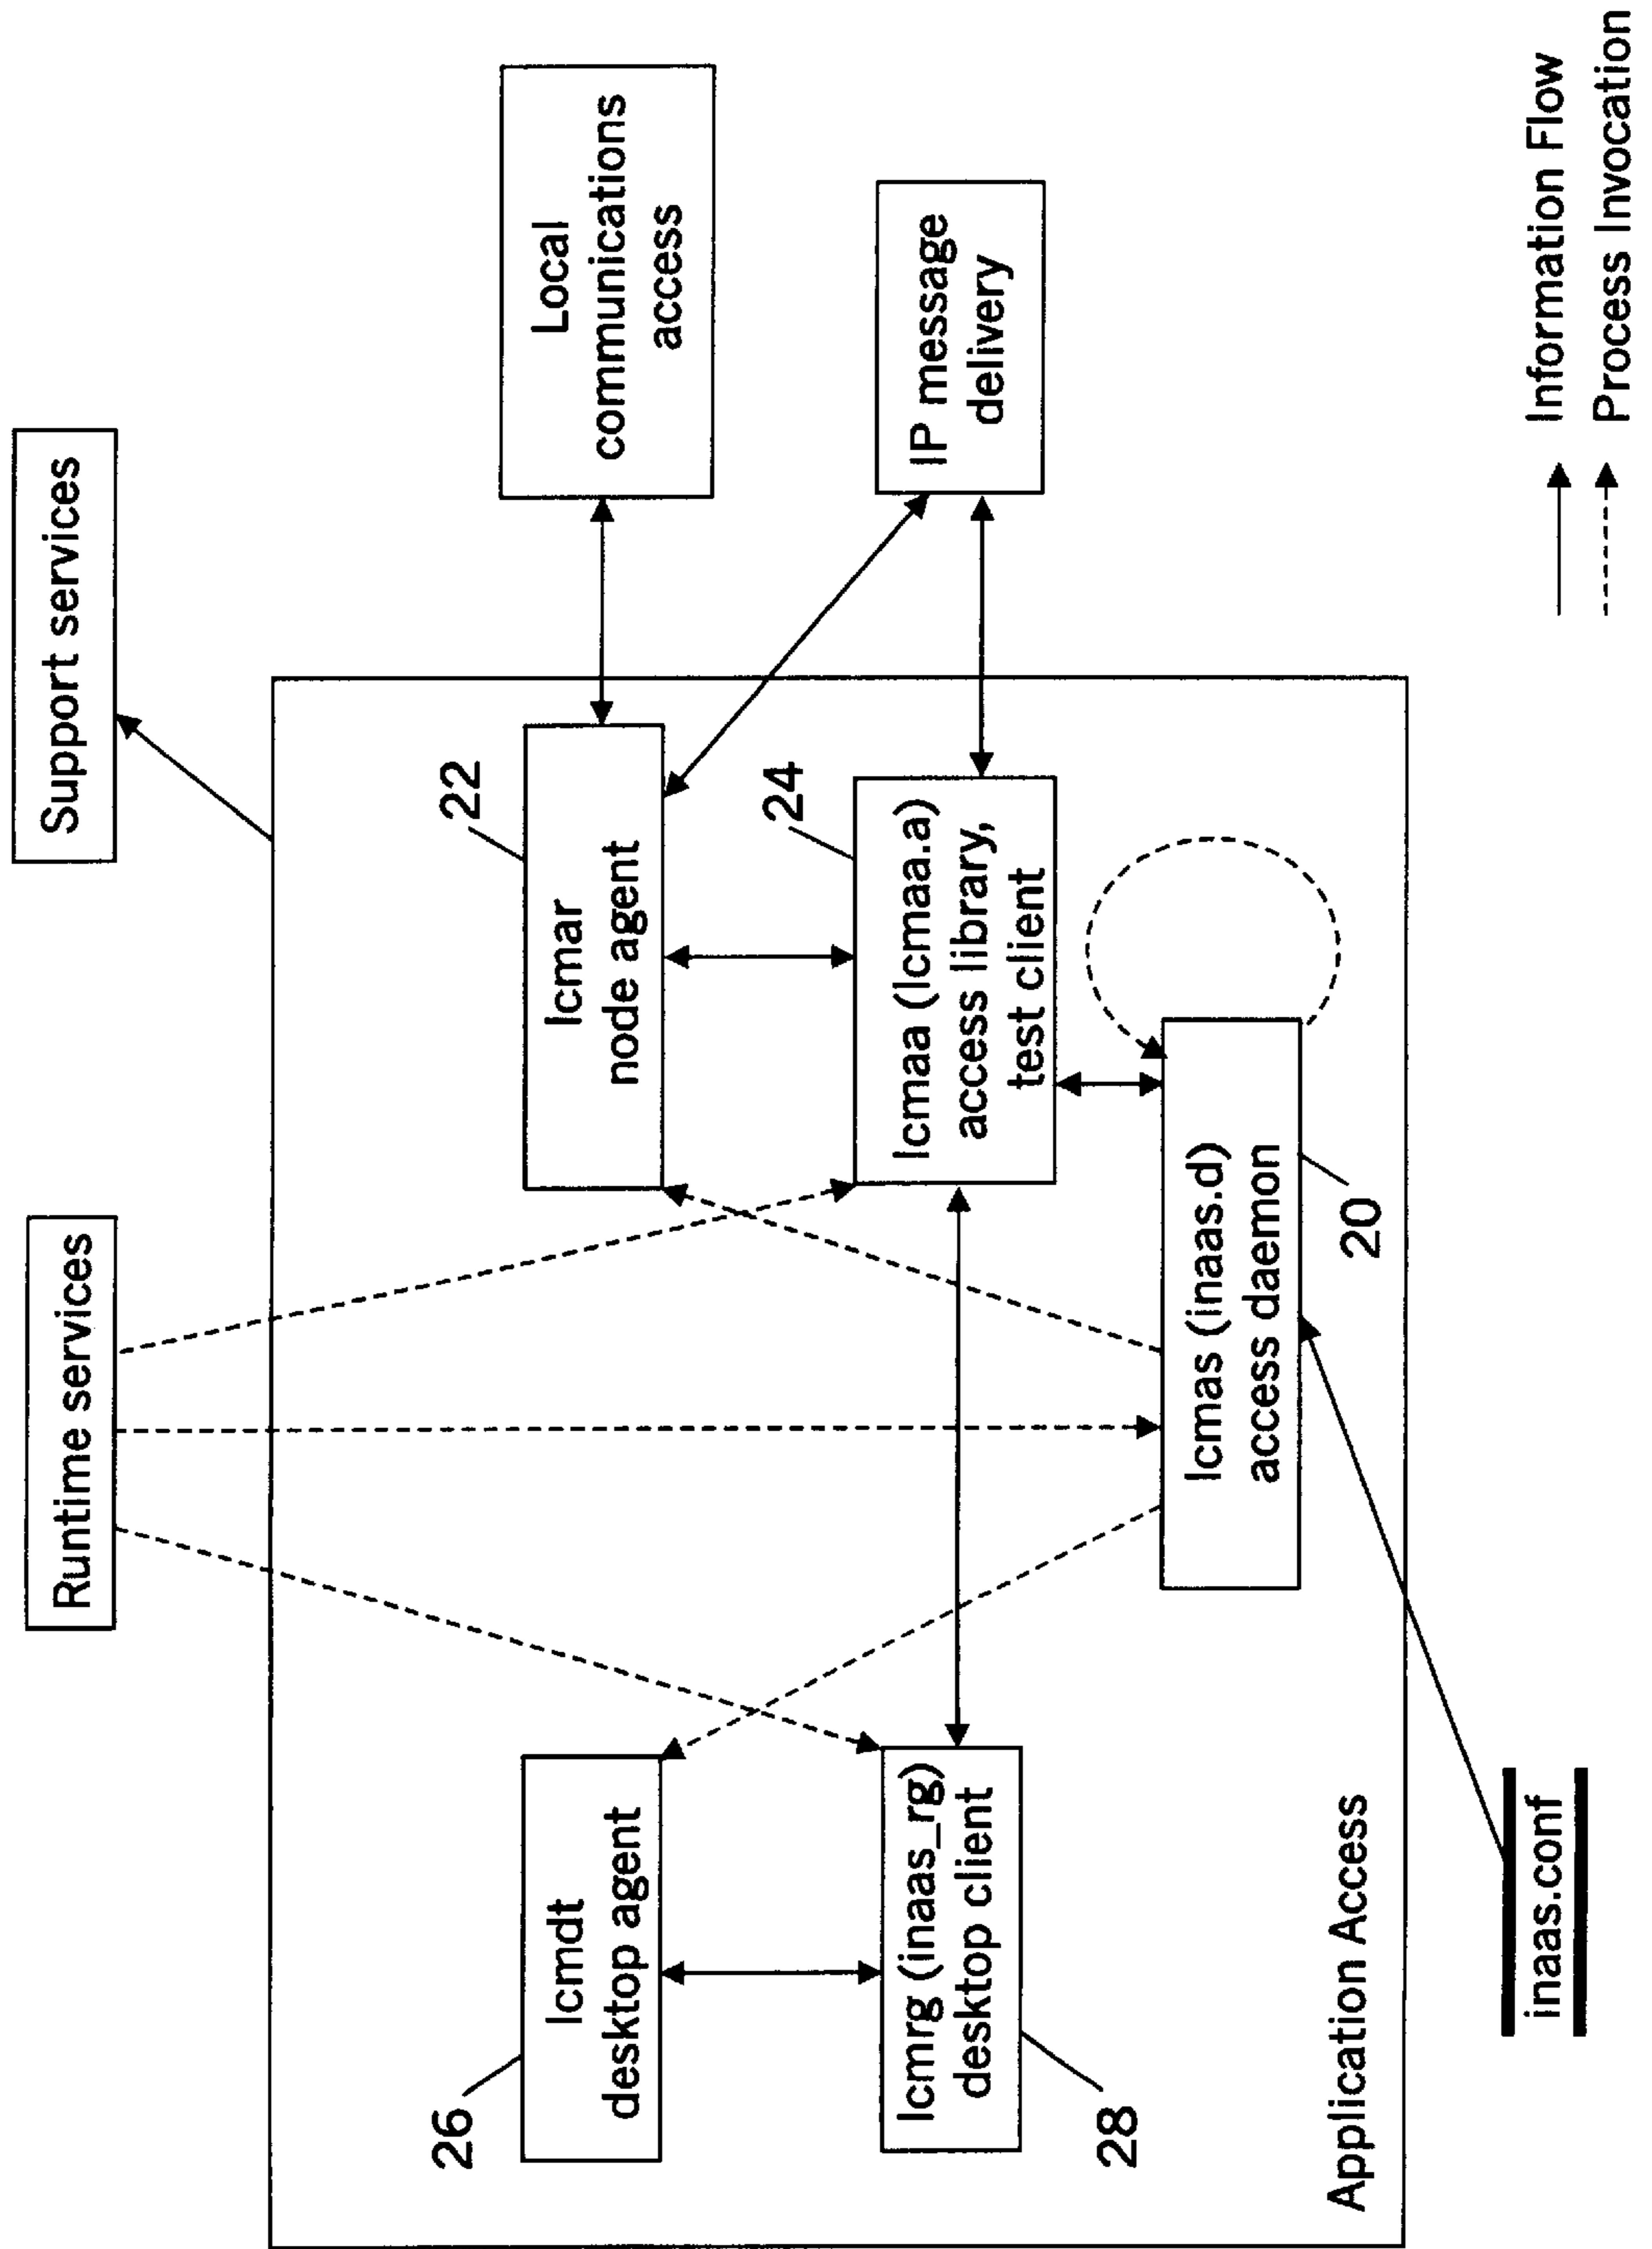 Runtime services
Support services
26
lcmdt
desktop agent
22
lcmar
node agent
Local
communications
access
24
lcmrg (inaas_rg)
desktop client
28
lcmaa (lcmaa.a)
access library,
test client
IP message
delivery
lcmas (inaas.d)
access daemon
20
Application Access
inaas.conf
Information Flow
Process Invocation